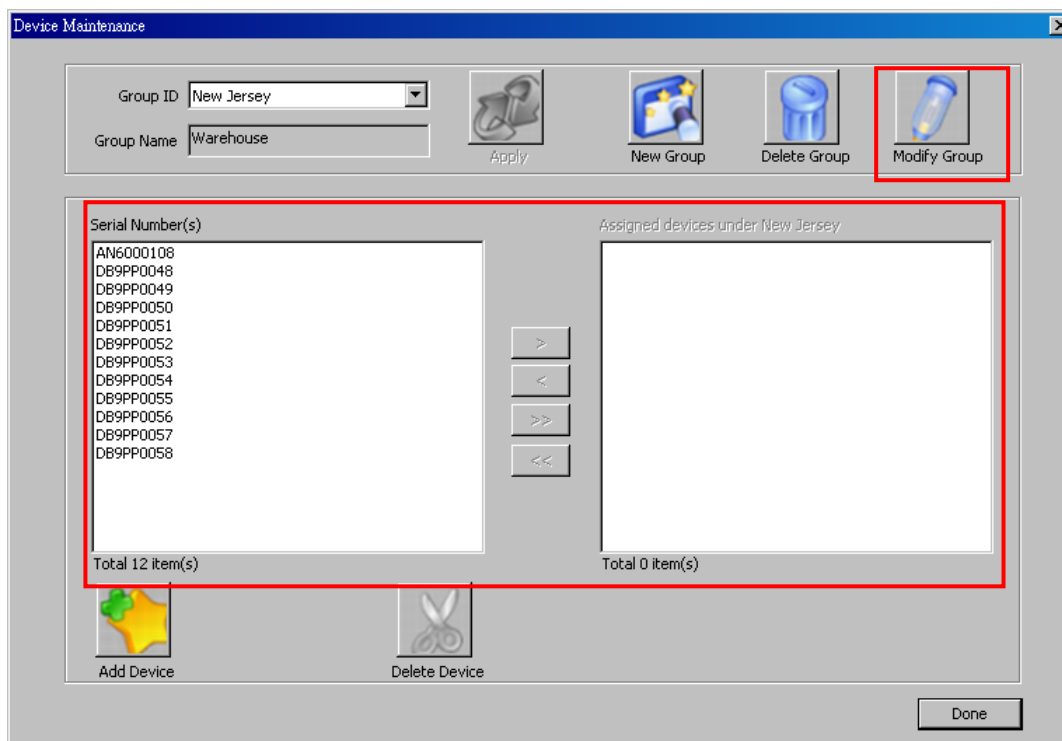 Device Maintenance
Group ID New Jersey
Group Name Warehouse
Apply
New Group
Delete Group
Modify Group
Serial Number(s)
AN6000108
DB9PP0048
DB9PP0049
DB9PP0050
DB9PP0051
DB9PP0052
DB9PP0053
DB9PP0054
DB9PP0055
DB9PP0056
DB9PP0057
DB9PP0058
Total 12 item(s)
>
<
>>
<<
Assigned devices under New Jersey
Total 0 item(s)
Add Device
Delete Device
Done